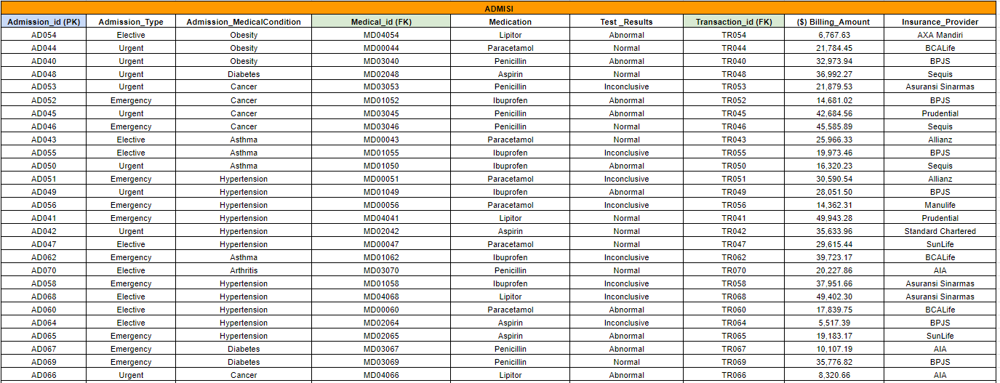 ADMISI
Admission_id (PK) Admission_Type Admission_MedicalCondition Medical_id (FK) Medication Test _Results Transaction_id (FK) ($) Billing_Amount Insurance_Provider
AD054 Elective Obesity MD04054 Lipitor Abnormal TR054 6,767.63 AXA Mandiri
AD044 Urgent Obesity MD00044 Paracetamol Normal TR044 21,784.45 BCALife
AD040 Urgent Obesity MD03040 Penicillin Abnormal TR040 32,973.94 BPJS
AD048 Urgent Diabetes MD02048 Aspirin Normal TR048 36,992.27 Sequis
AD053 Urgent Cancer MD03053 Penicillin Inconclusive TR053 21,879.53 Asuransi Sinarmas
AD052 Emergency Cancer MD01052 Ibuprofen Abnormal TR052 14,681.02 BPJS
AD045 Urgent Cancer MD03045 Penicillin Abnormal TR045 42,684.56 Prudential
AD046 Emergency Cancer MD03046 Penicillin Normal TR046 45,585.89 Sequis
AD043 Elective Asthma MD00043 Paracetamol Normal TR043 25,966.33 Allianz
AD055 Elective Asthma MD01055 Ibuprofen Inconclusive TR055 19,973.46 BPJS
AD050 Urgent Asthma MD01050 Ibuprofen Abnormal TR050 16,320.23 Sequis
AD051 Emergency Hypertension MD00051 Paracetamol Inconclusive TR051 30,590.54 Allianz
AD049 Urgent Hypertension MD01049 Ibuprofen Abnormal TR049 28,051.50 BPJS
AD056 Emergency Hypertension MD00056 Paracetamol Inconclusive TR056 14,362.31 Manulife
AD041 Emergency Hypertension MD04041 Lipitor Normal TR041 49,943.28 Prudential
AD042 Urgent Hypertension MD02042 Aspirin Normal TR042 35,633.96 Standard Chartered
AD047 Elective Hypertension MD00047 Paracetamol Normal TR047 29,615.44 SunLife
AD062 Emergency Asthma MD01062 Ibuprofen Inconclusive TR062 39,723.17 BCALife
AD070 Elective Arthritis MD03070 Penicillin Normal TR070 20,227.86 AIA
AD058 Emergency Hypertension MD01058 Ibuprofen Inconclusive TR058 37,951.66 Asuransi Sinarmas
AD068 Elective Hypertension MD04068 Lipitor Inconclusive TR068 49,402.30 Asuransi Sinarmas
AD060 Elective Hypertension MD00060 Paracetamol Abnormal TR060 17,839.75 BCALife
AD064 Elective Hypertension MD02064 Aspirin Inconclusive TR064 5,517.39 BPJS
AD065 Emergency Hypertension MD02065 Aspirin Abnormal TR065 19,183.17 SunLife
AD067 Emergency Diabetes MD03067 Penicillin Abnormal TR067 10,107.19 AIA
AD069 Emergency Diabetes MD03069 Penicillin Normal TR069 35,776.82 BPJS
AD066 Urgent Cancer MD04066 Lipitor Abnormal TR066 8,320.66 AIA